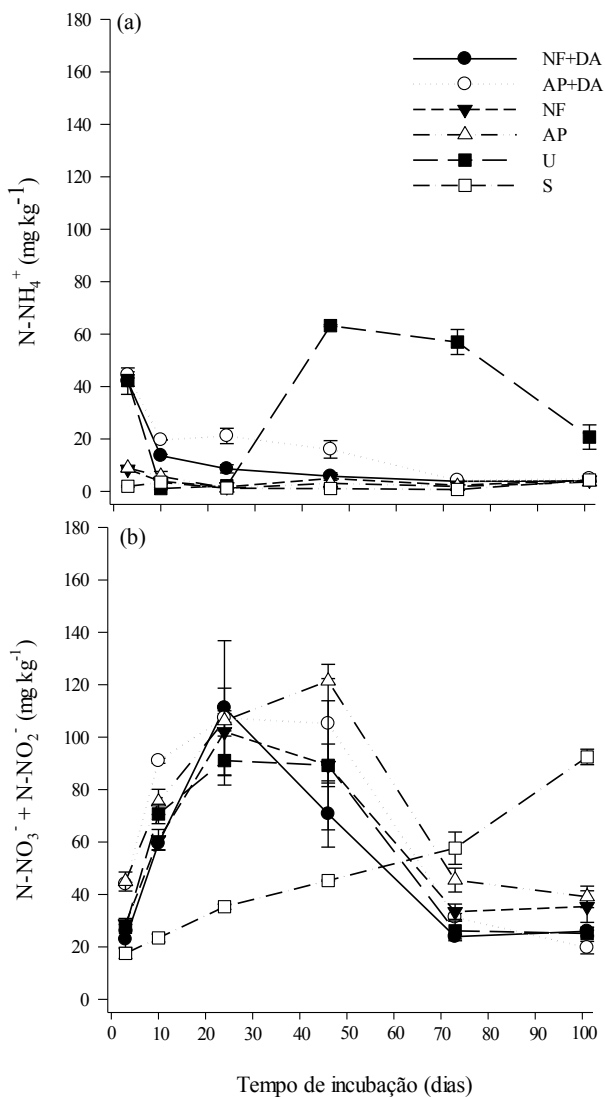 (a)
180
160
140
120
100
80
60
40
20
0
N-NH₄⁺ (mg kg⁻¹)
NF+DA
AP+DA
NF
AP
U
S
(b)
180
160
140
120
100
80
60
40
20
0
N-NO₃⁻ + N-NO₂⁻ (mg kg⁻¹)
0 10 20 30 40 50 60 70 80 90 100
Tempo de incubação (dias)